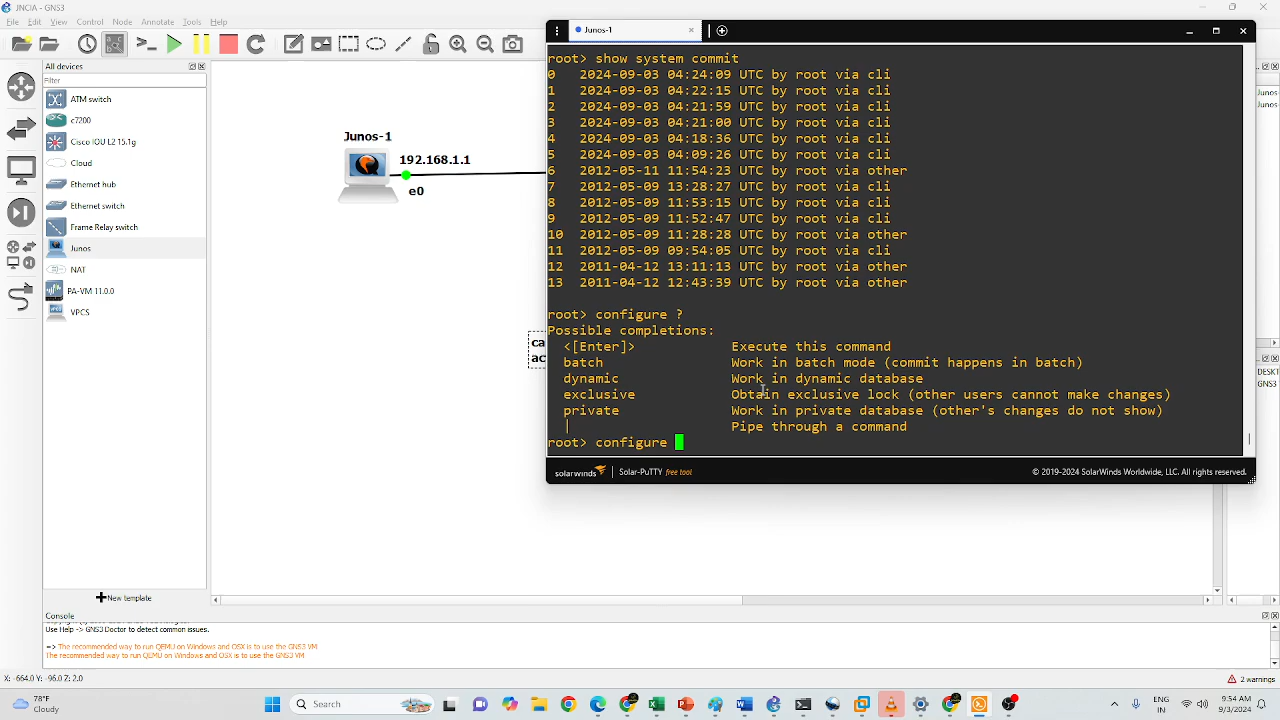 JNCIA - GNS3
File Edit View Control Node Annotate Tools Help
All devices
Filter
ATM switch
c7200
Cisco IOU L2 15.1g
Cloud
Ethernet hub
Ethernet switch
Frame Relay switch
Junos
NAT
PA-VM 11.0.0
VPCS
New template
Junos-1
192.168.1.1
e0
ca
ac
Junos-1
root> show system commit
0 2024-09-03 04:24:09 UTC by root via cli
1 2024-09-03 04:22:15 UTC by root via cli
2 2024-09-03 04:21:59 UTC by root via cli
3 2024-09-03 04:21:00 UTC by root via cli
4 2024-09-03 04:18:36 UTC by root via cli
5 2024-09-03 04:09:26 UTC by root via cli
6 2012-05-11 11:54:23 UTC by root via other
7 2012-05-09 13:28:27 UTC by root via cli
8 2012-05-09 11:53:15 UTC by root via cli
9 2012-05-09 11:52:47 UTC by root via cli
10 2012-05-09 11:28:28 UTC by root via other
11 2012-05-09 09:54:05 UTC by root via cli
12 2011-04-12 13:11:13 UTC by root via other
13 2011-04-12 12:43:39 UTC by root via other
root> configure ?
Possible completions:
<[Enter]> Execute this command
batch Work in batch mode (commit happens in batch)
dynamic Work in dynamic database
exclusive Obtain exclusive lock (other users cannot make changes)
private Work in private database (other's changes do not show)
| Pipe through a command
root> configure
solarwinds Solar-PuTTY free tool
© 2019-2024 SolarWinds Worldwide, LLC. All rights reserved.
Junos
Junos
DESKT
GNS3
Console
Use Help -> GNS3 Doctor to detect common issues.
=> The recommended way to run QEMU on Windows and OSX is to use the GNS3 VM
The recommended way to run QEMU on Windows and OSX is to use the GNS3 VM
X: -664.0 Y: -96.0 Z: 2.0
2 warnings
78°F
Cloudy
Search
ENG
IN
9:54 AM
9/3/2024